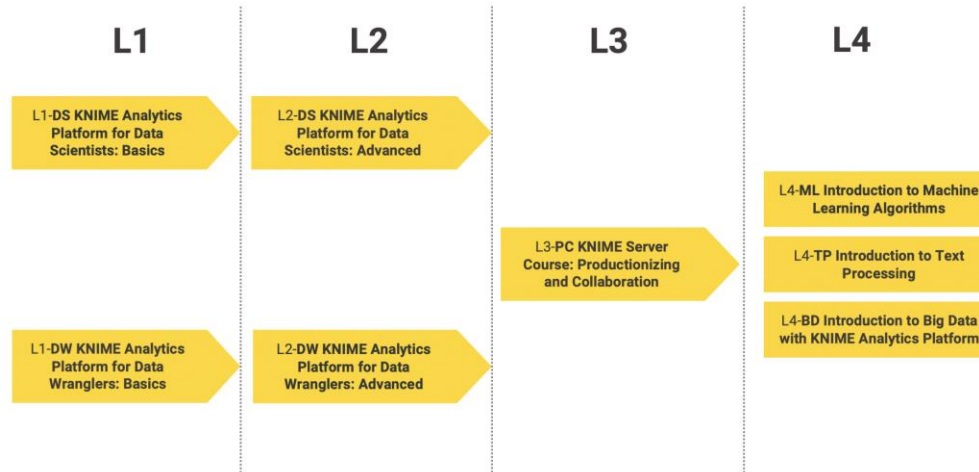 L1
L2
L3
L4
L1-DS KNIME Analytics
Platform for Data
Scientists: Basics
L2-DS KNIME Analytics
Platform for Data
Scientists: Advanced
L3-PC KNIME Server
Course: Productionizing
and Collaboration
L4-ML Introduction to Machine
Learning Algorithms
L4-TP Introduction to Text
Processing
L4-BD Introduction to Big Data
with KNIME Analytics Platform
L1-DW KNIME Analytics
Platform for Data
Wranglers: Basics
L2-DW KNIME Analytics
Platform for Data
Wranglers: Advanced